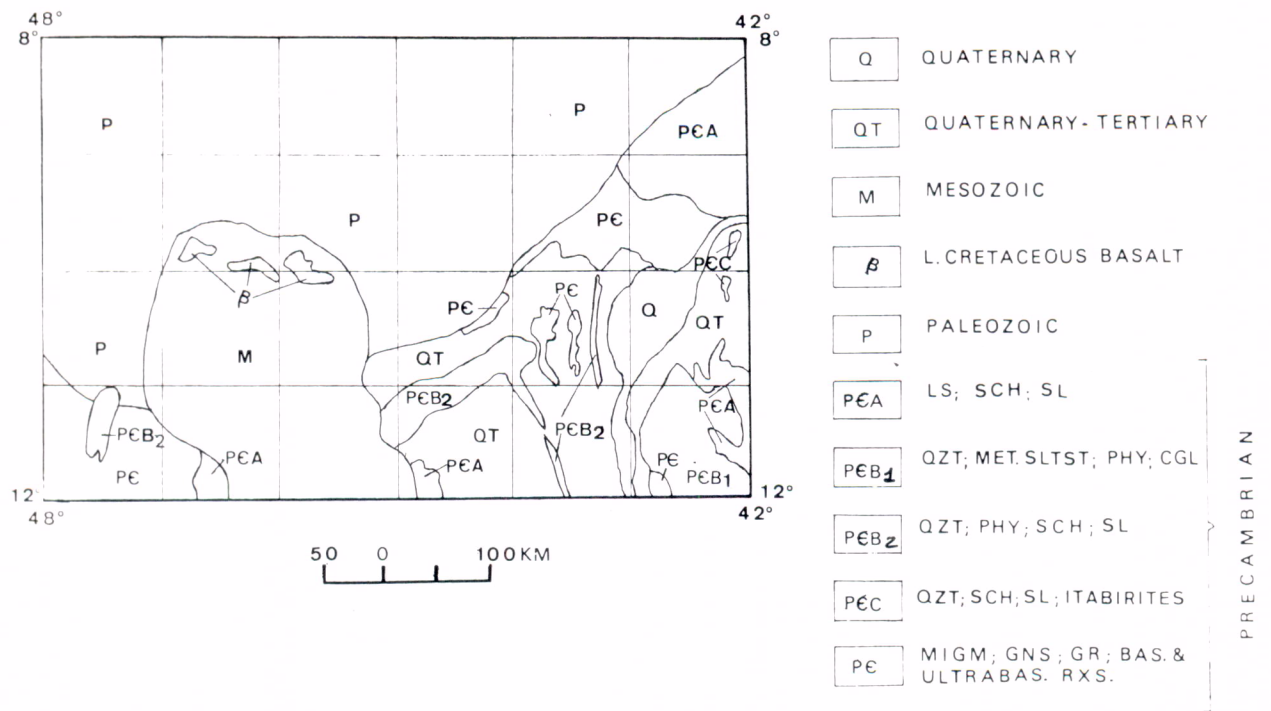 48°
42°
8°
8°
P
P
PЄA
P
PЄ
PЄC
β
PЄ
PЄ
Q
QT
P
M
QT
PЄB2
PЄA
PЄB2
QT
PЄB2
PЄA
PЄA
PЄ
PЄ
PЄB1
12°
12°
48°
42°
50 0 100 KM
Q QUATERNARY
QT QUATERNARY-TERTIARY
M MESOZOIC
β L.CRETACEOUS BASALT
P PALEOZOIC
PЄA LS; SCH; SL
PЄB1 QZT; MET. SLTST; PHY; CGL
PЄB2 QZT; PHY; SCH; SL
PЄC QZT; SCH; SL; ITABIRITES
PЄ MIGM; GNS; GR; BAS. &
ULTRABAS. RXS.
PRECAMBRIAN